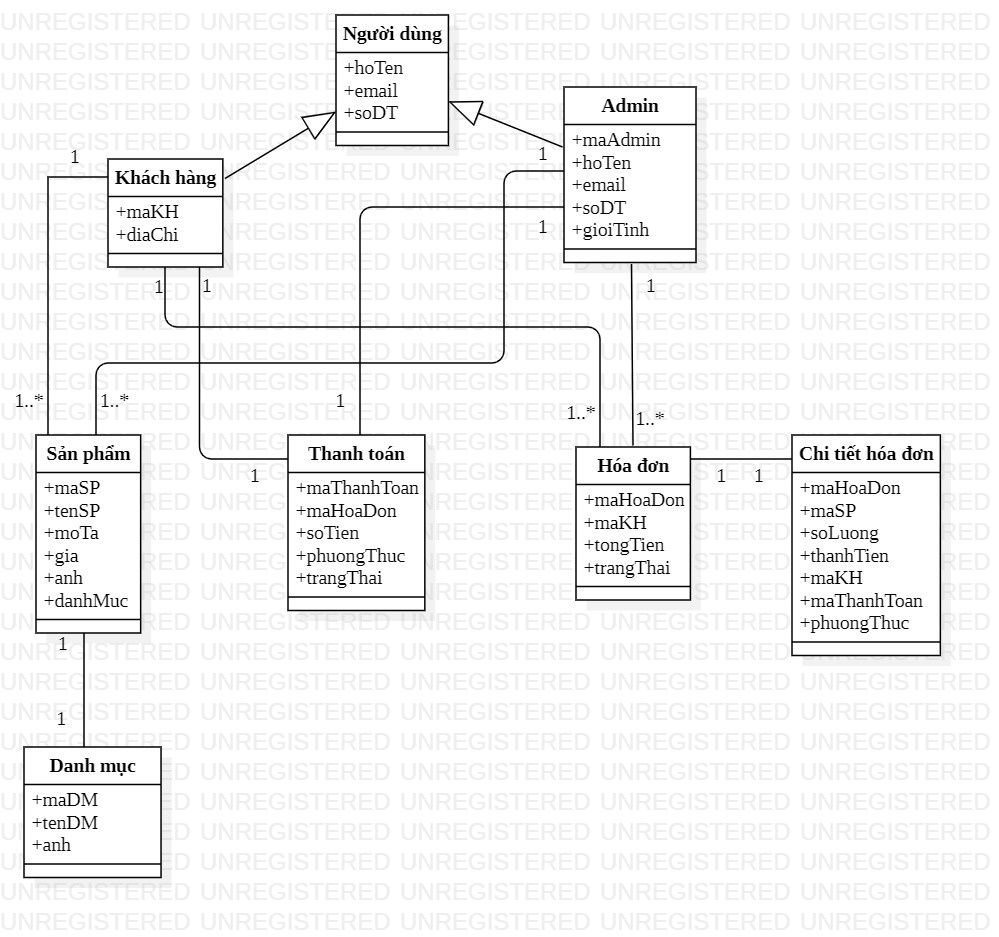 Người dùng
+hoTen
+email
+soDT
Admin
+maAdmin
+hoTen
+email
+soDT
+gioiTinh
Khách hàng
+maKH
+diaChi
1
1
1
1
1
1
1..*
1..*
1
1..*
1..*
Sản phẩm
+maSP
+tenSP
+moTa
+gia
+anh
+danhMuc
Thanh toán
+maThanhToan
+maHoaDon
+soTien
+phuongThuc
+trangThai
1
Hóa đơn
+maHoaDon
+maKH
+tongTien
+trangThai
1
1
Chi tiết hóa đơn
+maHoaDon
+maSP
+soLuong
+thanhTien
+maKH
+maThanhToan
+phuongThuc
1
1
Danh mục
+maDM
+tenDM
+anh
UNREGISTERED